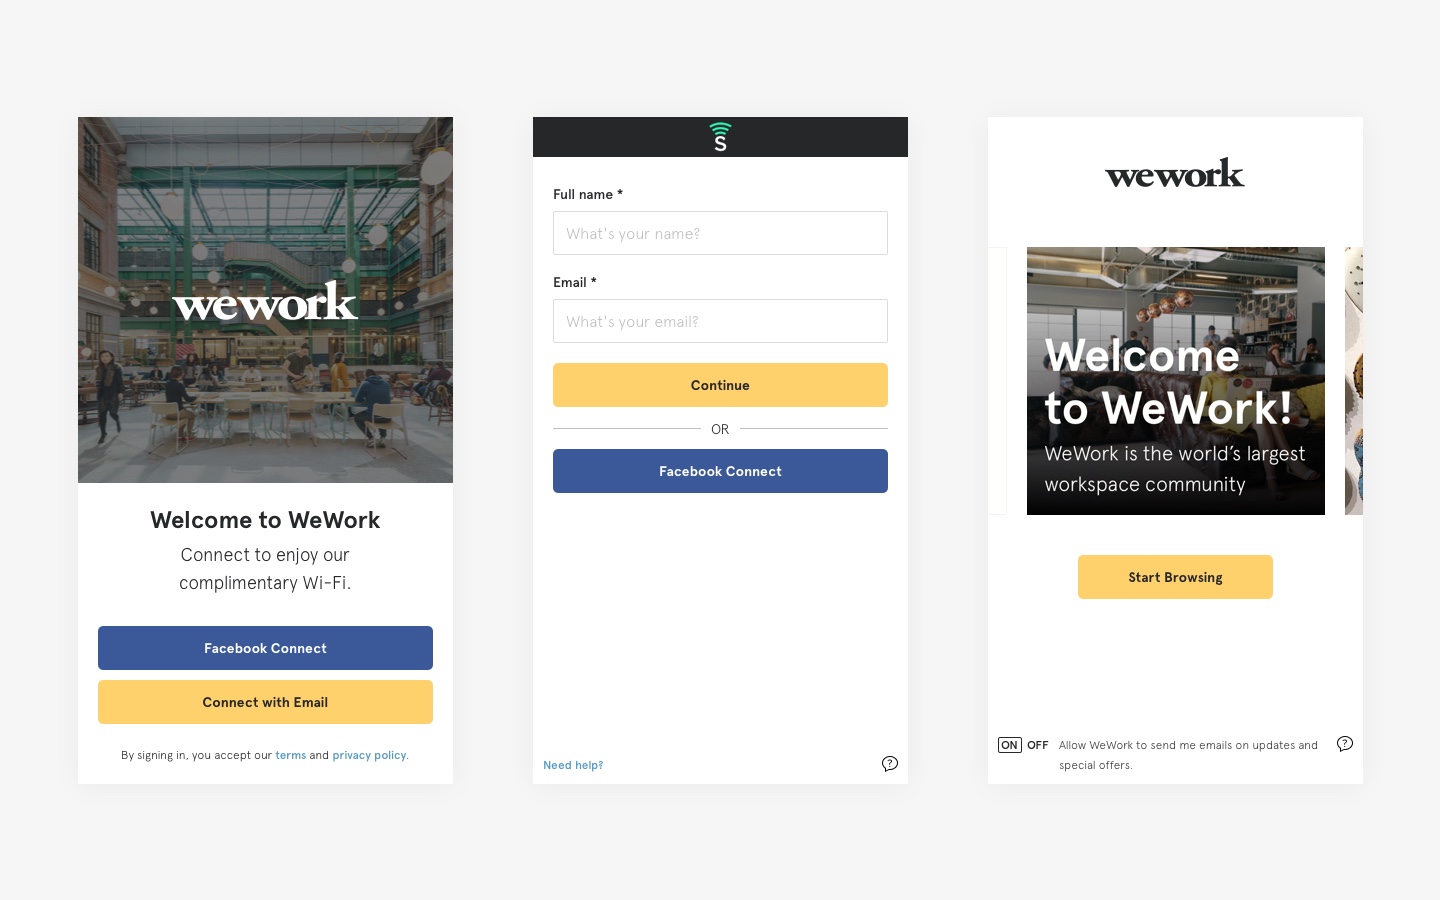 wework
Welcome to WeWork
Connect to enjoy our
complimentary Wi-Fi.
Facebook Connect
Connect with Email
By signing in, you accept our terms and privacy policy.
S
Full name *
What's your name?
Email *
What's your email?
Continue
OR
Facebook Connect
Need help?
?
wework
Welcome
to WeWork!
WeWork is the world’s largest
workspace community
Start Browsing
ON OFF Allow WeWork to send me emails on updates and
special offers.
?